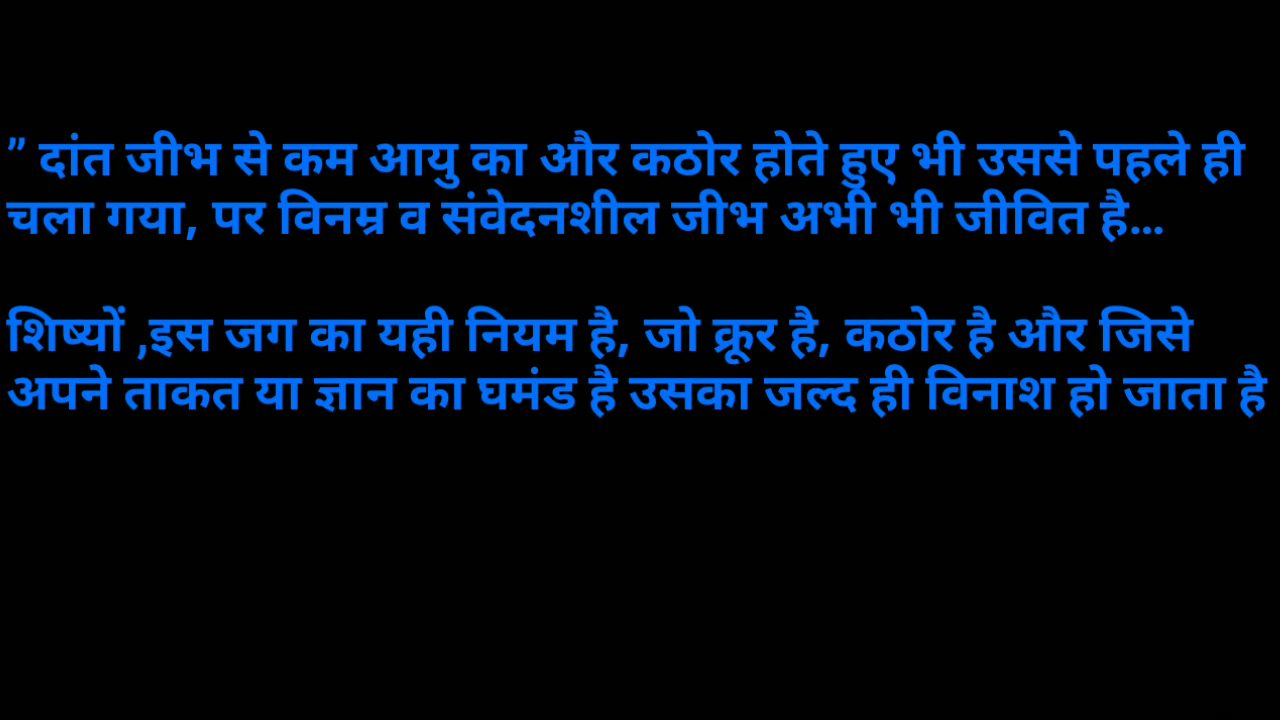 ” दांत जीभ से कम आयु का और कठोर होते हुए भी उससे पहले ही
चला गया, पर विनम्र व संवेदनशील जीभ अभी भी जीवित है...
शिष्यों ,इस जग का यही नियम है, जो क्रूर है, कठोर है और जिसे
अपने ताकत या ज्ञान का घमंड है उसका जल्द ही विनाश हो जाता है